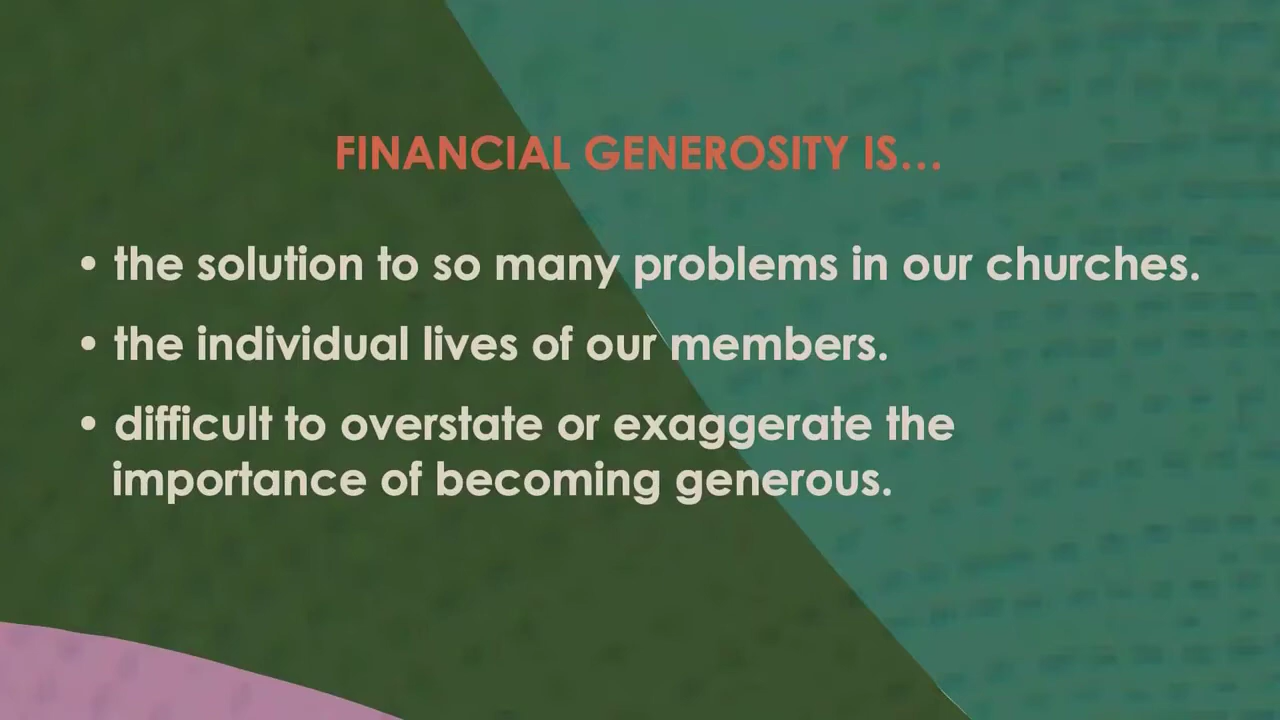 FINANCIAL GENEROSITY IS...
• the solution to so many problems in our churches.
• the individual lives of our members.
• difficult to overstate or exaggerate the
importance of becoming generous.